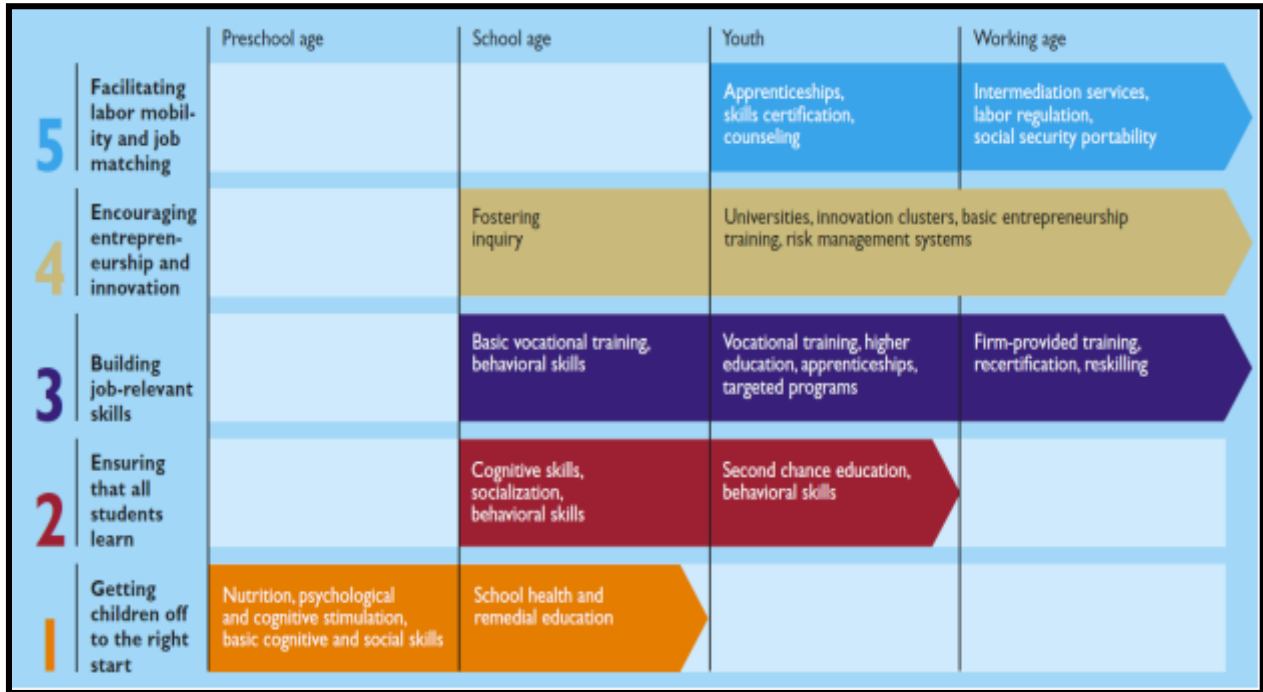 Preschool age
School age
Youth
Working age
5
Facilitating
labor mobil-
ity and job
matching
Apprenticeships,
skills certification,
counseling
Intermediation services,
labor regulation,
social security portability
4
Encouraging
entrepren-
eurship and
innovation
Fostering
inquiry
Universities, innovation clusters, basic entrepreneurship
training, risk management systems
3
Building
job-relevant
skills
Basic vocational training,
behavioral skills
Vocational training, higher
education, apprenticeships,
targeted programs
Firm-provided training,
recertification, reskilling
2
Ensuring
that all
students
learn
Cognitive skills,
socialization,
behavioral skills
Second chance education,
behavioral skills
1
Getting
children off
to the right
start
Nutrition, psychological
and cognitive stimulation,
basic cognitive and social skills
School health and
remedial education